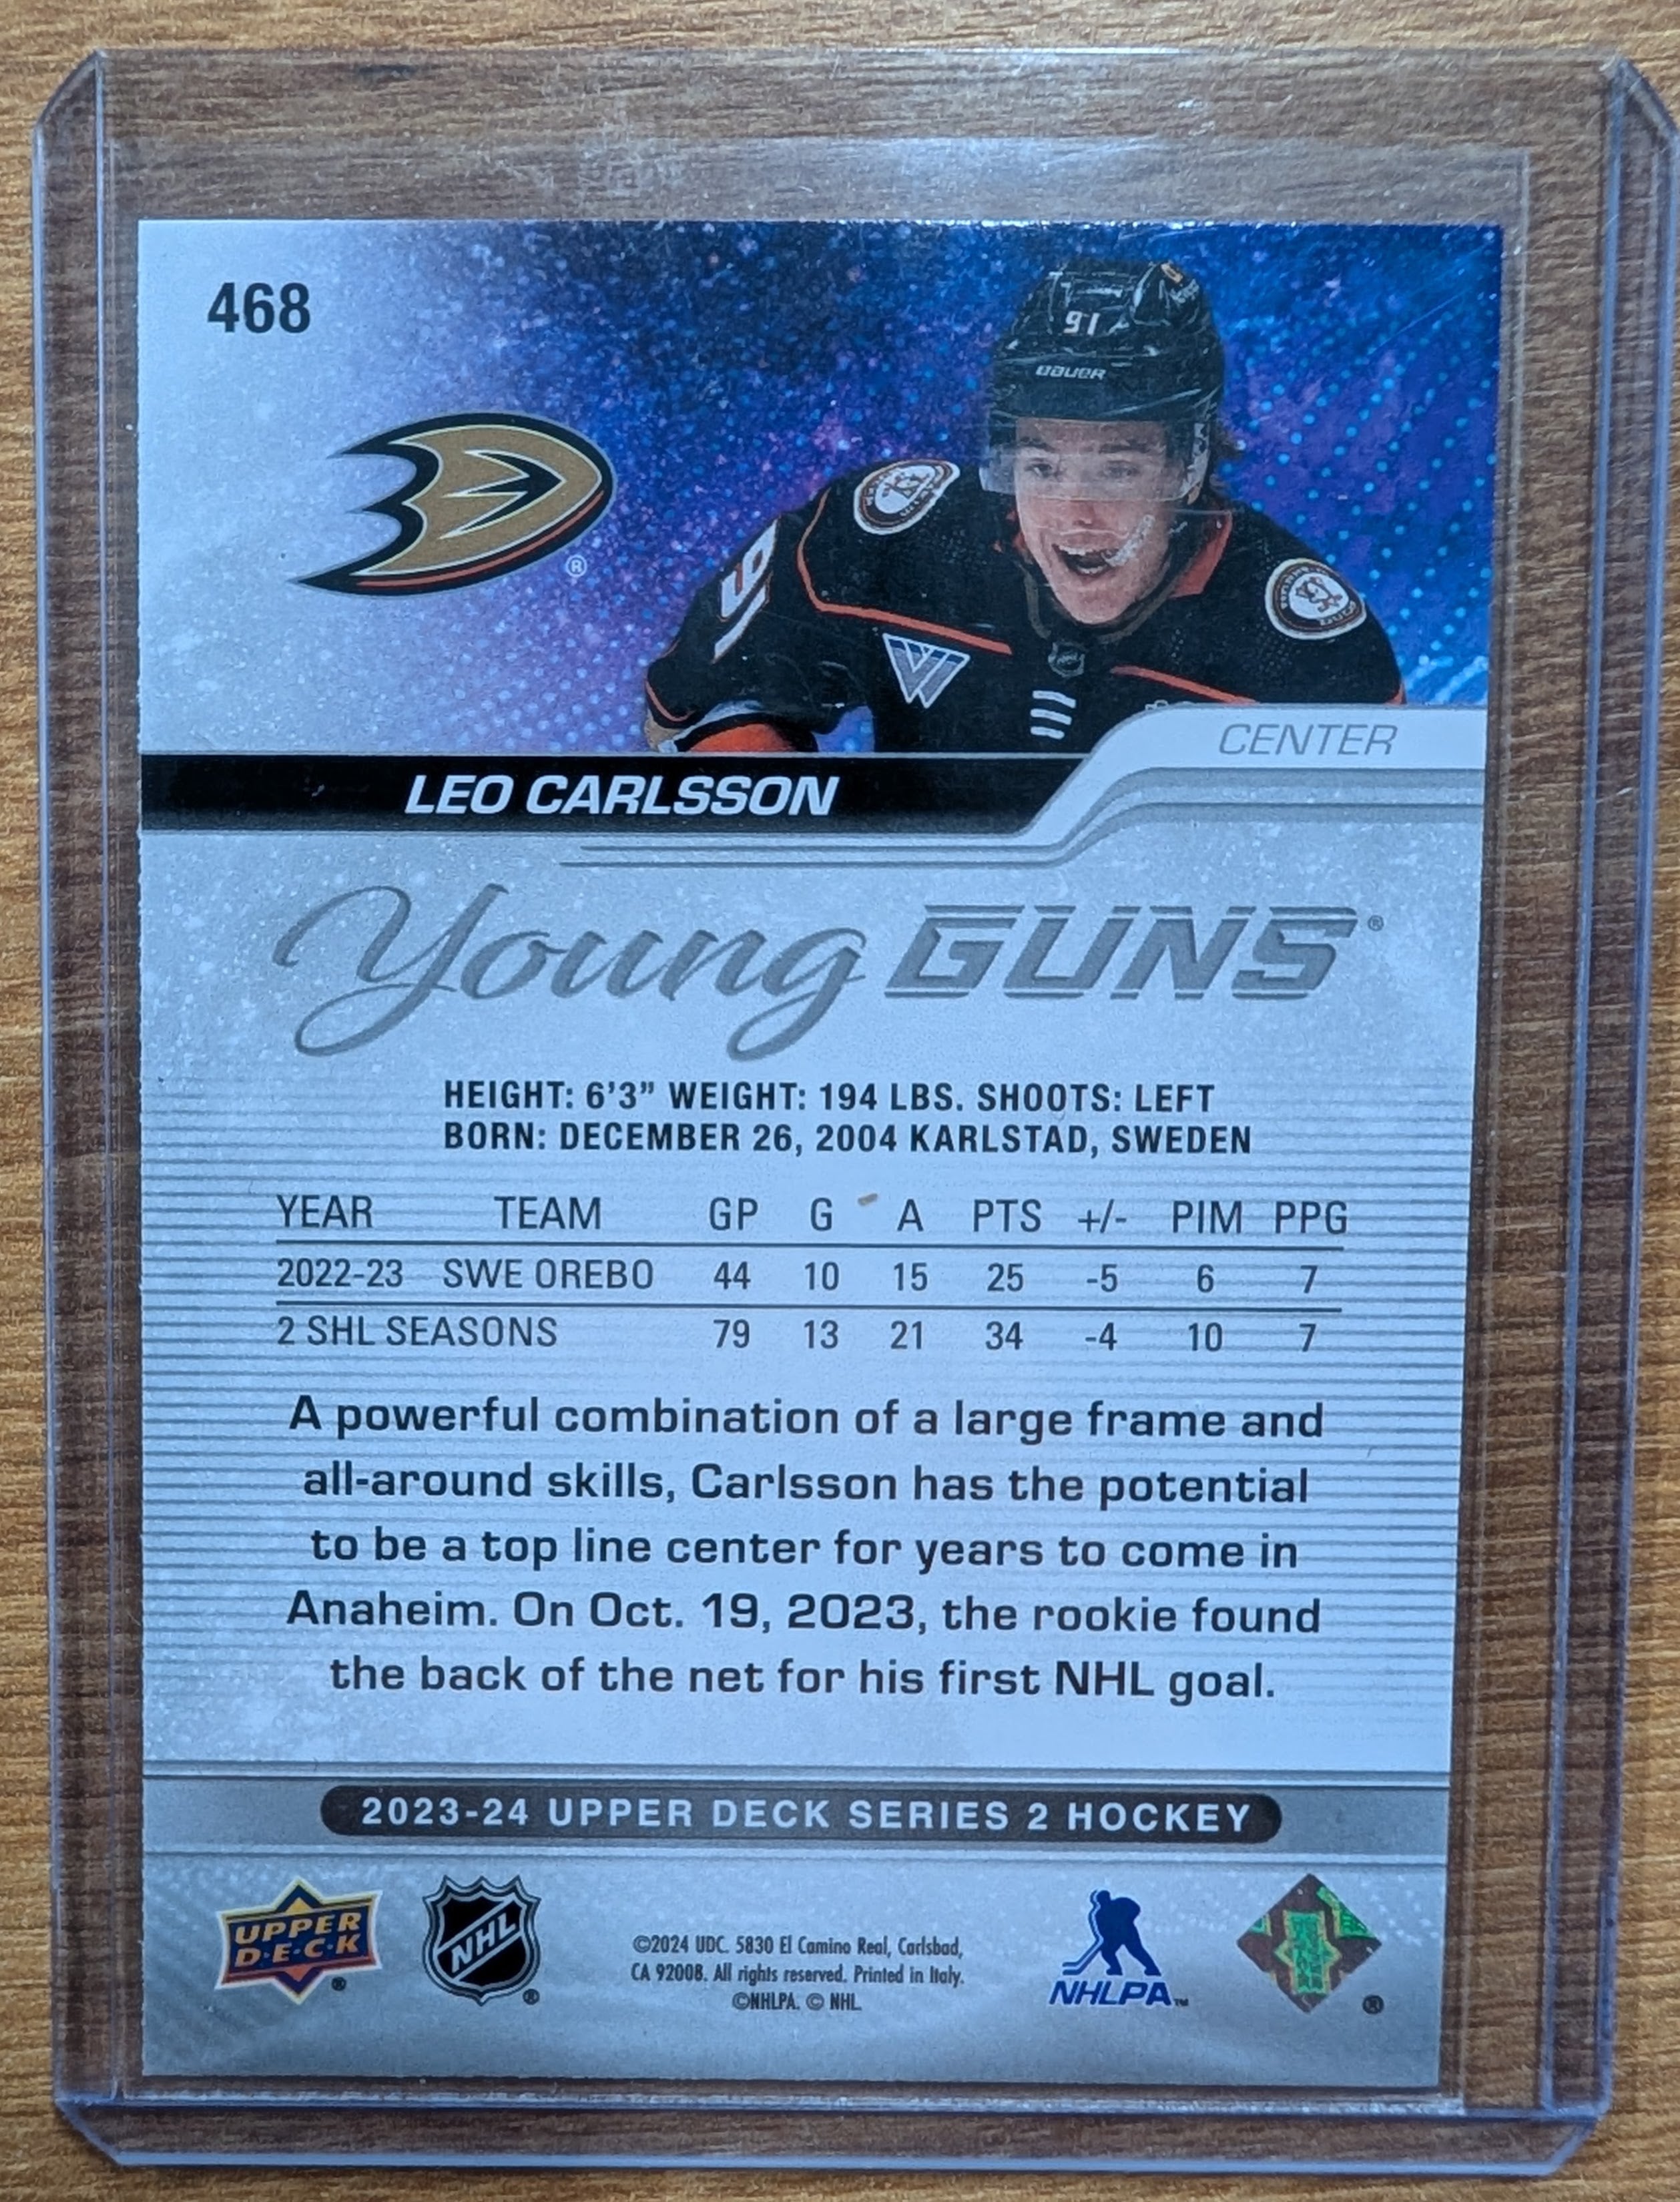 468
91
BAUER
9
W
®
CENTER
LEO CARLSSON
Young GUNS®
HEIGHT: 6'3” WEIGHT: 194 LBS. SHOOTS: LEFT
BORN: DECEMBER 26, 2004 KARLSTAD, SWEDEN
YEAR TEAM GP G A PTS +/- PIM PPG
2022-23 SWE OREBO 44 10 15 25 -5 6 7
2 SHL SEASONS 79 13 21 34 -4 10 7
A powerful combination of a large frame and
all-around skills, Carlsson has the potential
to be a top line center for years to come in
Anaheim. On Oct. 19, 2023, the rookie found
the back of the net for his first NHL goal.
2023-24 UPPER DECK SERIES 2 HOCKEY
UPPER
D·E·C·K ®
NHL ®
©2024 UDC. 5830 El Camino Real, Carlsbad,
CA 92008. All rights reserved. Printed in Italy.
©NHLPA. © NHL
NHLPA™
®